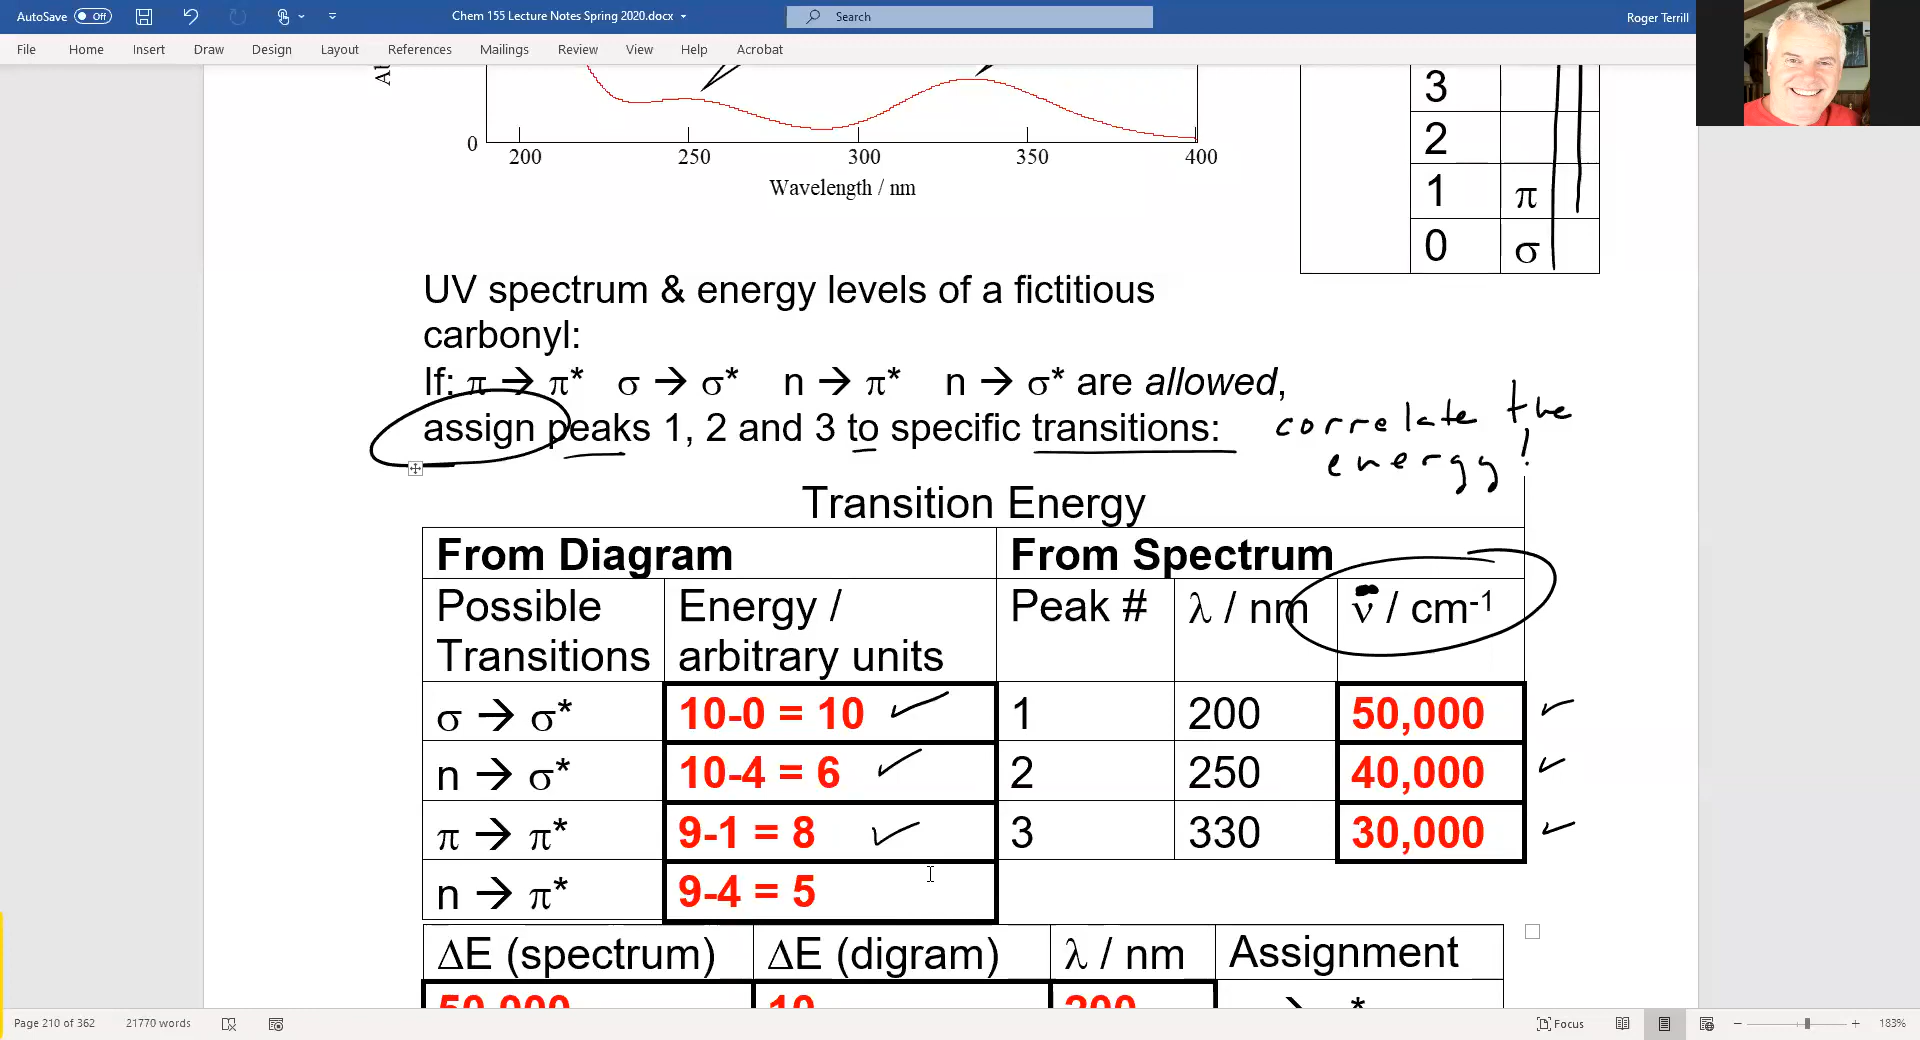 AutoSave Off Chem 155 Lecture Notes Spring 2020.docx Search Roger Terrill
File Home Insert Draw Design Layout References Mailings Review View Help Acrobat
0
200 250 300 350 400
Wavelength / nm
3
2
1 π
0 σ
UV spectrum & energy levels of a fictitious
carbonyl:
If: π → π* σ → σ* n → π* n → σ* are allowed,
assign peaks 1, 2 and 3 to specific transitions:
correlate the
energy!
Transition Energy
From Diagram From Spectrum
Possible Transitions Energy / arbitrary units Peak # λ / nm ν̄ / cm-1
σ → σ* 10-0 = 10 1 200 50,000
n → σ* 10-4 = 6 2 250 40,000
π → π* 9-1 = 8 3 330 30,000
n → π* 9-4 = 5
ΔE (spectrum) ΔE (digram) λ / nm Assignment
50,000 10 200
Page 210 of 362 21770 words Focus 183%